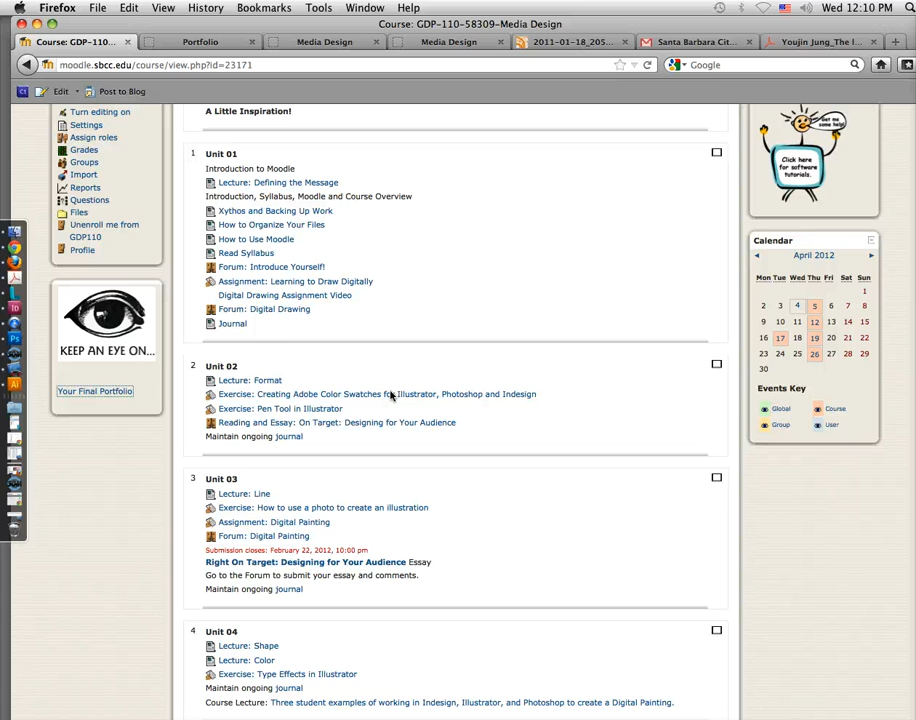 Firefox File Edit View History Bookmarks Tools Window Help Wed 12:10 PM
Course: GDP-110-58309-Media Design
Course: GDP-110... Portfolio Media Design Media Design 2011-01-18_205... Santa Barbara Cit... Youjin Jung_The l...
moodle.sbcc.edu/course/view.php?id=23171 Google
Edit Post to Blog
Turn editing on
Settings
Assign roles
Grades
Groups
Import
Reports
Questions
Files
Unenroll me from
GDP110
Profile
KEEP AN EYE ON...
Your Final Portfolio
A Little Inspiration!
1 Unit 01
Introduction to Moodle
Lecture: Defining the Message
Introduction, Syllabus, Moodle and Course Overview
Xythos and Backing Up Work
How to Organize Your Files
How to Use Moodle
Read Syllabus
Forum: Introduce Yourself!
Assignment: Learning to Draw Digitally
Digital Drawing Assignment Video
Forum: Digital Drawing
Journal
2 Unit 02
Lecture: Format
Exercise: Creating Adobe Color Swatches for Illustrator, Photoshop and Indesign
Exercise: Pen Tool in Illustrator
Reading and Essay: On Target: Designing for Your Audience
Maintain ongoing journal
3 Unit 03
Lecture: Line
Exercise: How to use a photo to create an illustration
Assignment: Digital Painting
Forum: Digital Painting
Submission closes: February 22, 2012, 10:00 pm
Right On Target: Designing for Your Audience Essay
Go to the Forum to submit your essay and comments.
Maintain ongoing journal
4 Unit 04
Lecture: Shape
Lecture: Color
Exercise: Type Effects in Illustrator
Maintain ongoing journal
Course Lecture: Three student examples of working in Indesign, Illustrator, and Photoshop to create a Digital Painting.
Get me some help!
Click here for software tutorials.
Calendar
April 2012
Mon Tue Wed Thu Fri Sat Sun
1
2 3 4 5 6 7 8
9 10 11 12 13 14 15
16 17 18 19 20 21 22
23 24 25 26 27 28 29
30
Events Key
Global Course
Group User